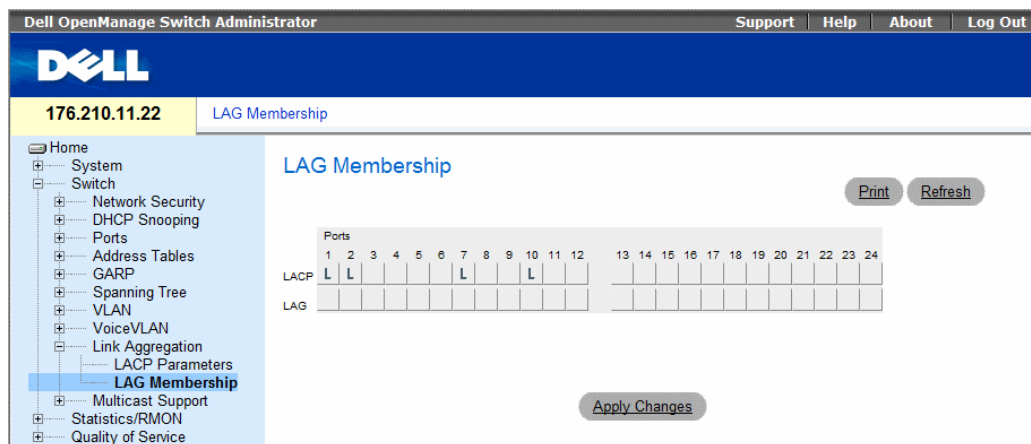 Dell OpenManage Switch Administrator Support Help About Log Out
DELL
176.210.11.22 LAG Membership
Home
System
Switch
Network Security
DHCP Snooping
Ports
Address Tables
GARP
Spanning Tree
VLAN
VoiceVLAN
Link Aggregation
LACP Parameters
LAG Membership
Multicast Support
Statistics/RMON
Quality of Service
LAG Membership
Print Refresh
Ports
1 2 3 4 5 6 7 8 9 10 11 12 13 14 15 16 17 18 19 20 21 22 23 24
LACP L L L L
LAG
Apply Changes